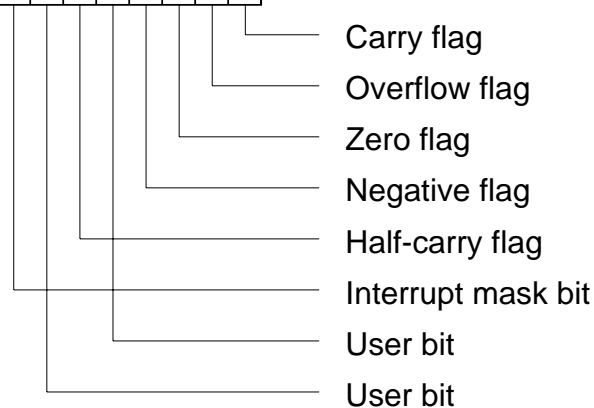 Carry flag
Overflow flag
Zero flag
Negative flag
Half-carry flag
Interrupt mask bit
User bit
User bit